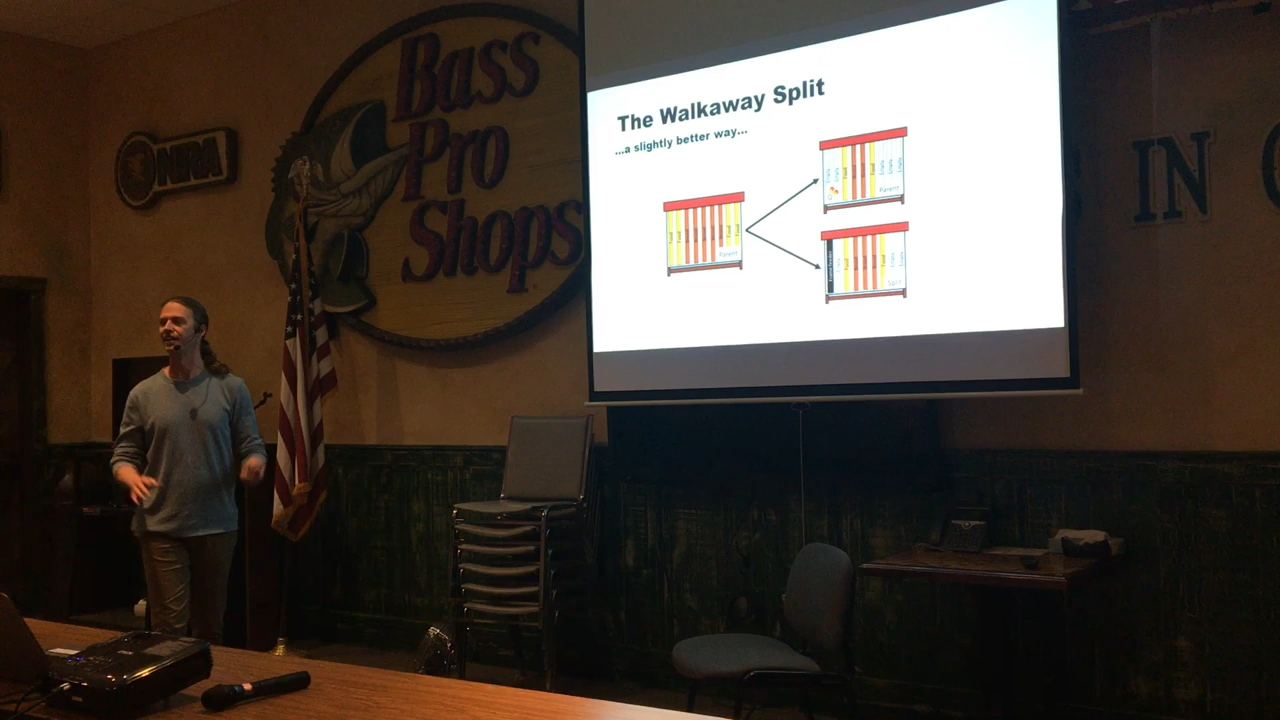 NRA
Bass
Pro
Shops
The Walkaway Split
...a slightly better way...
Parent
Parent
Q
Split
IN